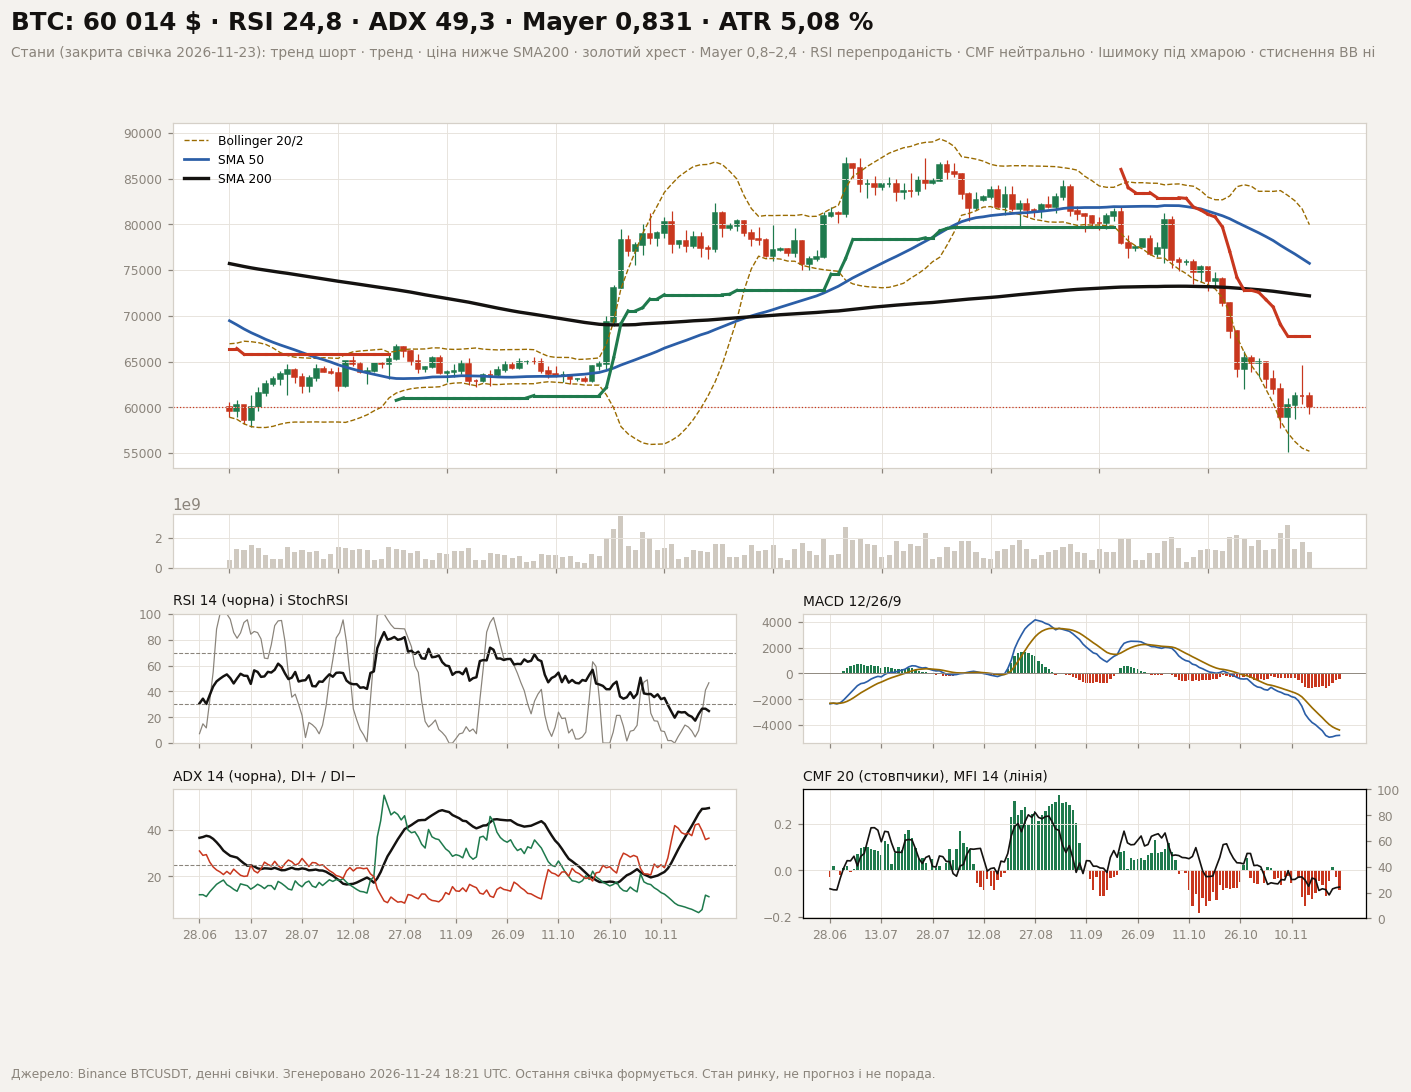 BTC: 60 014 $ · RSI 24,8 · ADX 49,3 · Mayer 0,831 · ATR 5,08 %
Стани (закрита свічка 2026-11-23): тренд шорт · тренд · ціна нижче SMA200 · золотий хрест · Mayer 0,8–2,4 · RSI перепроданість · CMF нейтрально · Ішимоку під хмарою · стиснення BB ні
90000
85000
80000
75000
70000
65000
60000
55000
Bollinger 20/2
SMA 50
SMA 200
1e9
2
0
RSI 14 (чорна) і StochRSI
100
80
60
40
20
0
MACD 12/26/9
4000
2000
0
−2000
−4000
ADX 14 (чорна), DI+ / DI−
40
20
28.06 13.07 28.07 12.08 27.08 11.09 26.09 11.10 26.10 10.11
CMF 20 (стовпчики), MFI 14 (лінія)
0.2
0.0
−0.2
100
80
60
40
20
0
28.06 13.07 28.07 12.08 27.08 11.09 26.09 11.10 26.10 10.11
Джерело: Binance BTCUSDT, денні свічки. Згенеровано 2026-11-24 18:21 UTC. Остання свічка формується. Стан ринку, не прогноз і не порада.